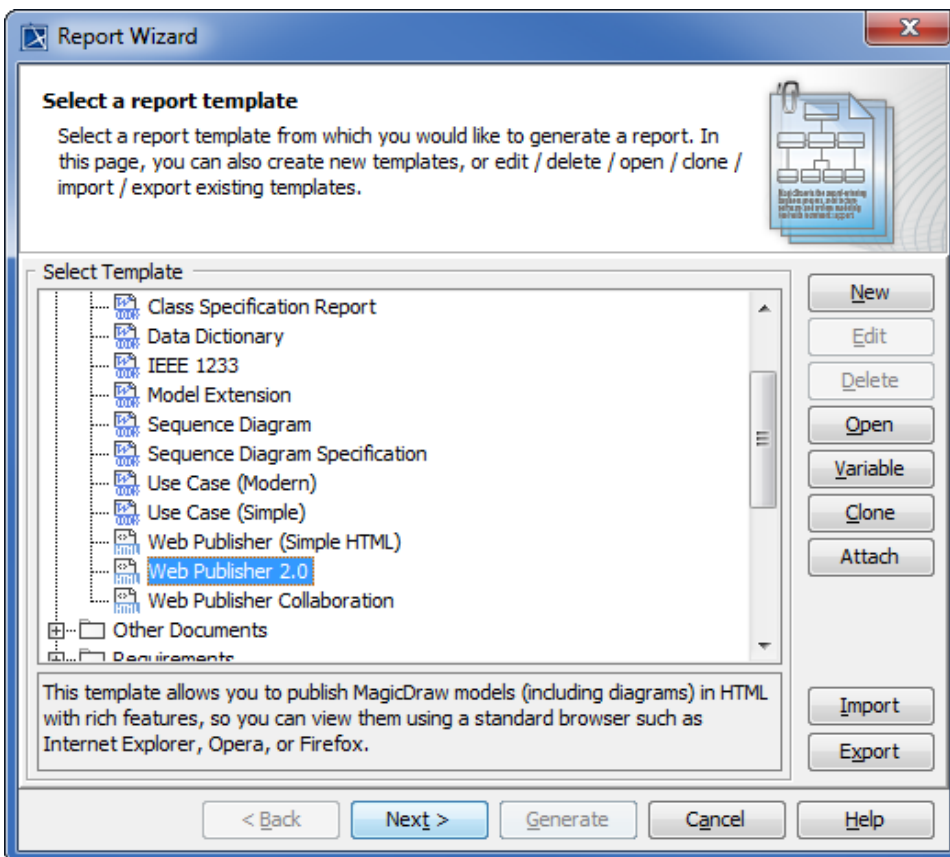 Report Wizard
Select a report template
Select a report template from which you would like to generate a report. In
this page, you can also create new templates, or edit / delete / open / clone /
import / export existing templates.
Select Template
Class Specification Report
Data Dictionary
IEEE 1233
Model Extension
Sequence Diagram
Sequence Diagram Specification
Use Case (Modern)
Use Case (Simple)
Web Publisher (Simple HTML)
Web Publisher 2.0
Web Publisher Collaboration
Other Documents
Requirements
New
Edit
Delete
Open
Variable
Clone
Attach
This template allows you to publish MagicDraw models (including diagrams) in HTML
with rich features, so you can view them using a standard browser such as
Internet Explorer, Opera, or Firefox.
Import
Export
< Back
Next >
Generate
Cancel
Help